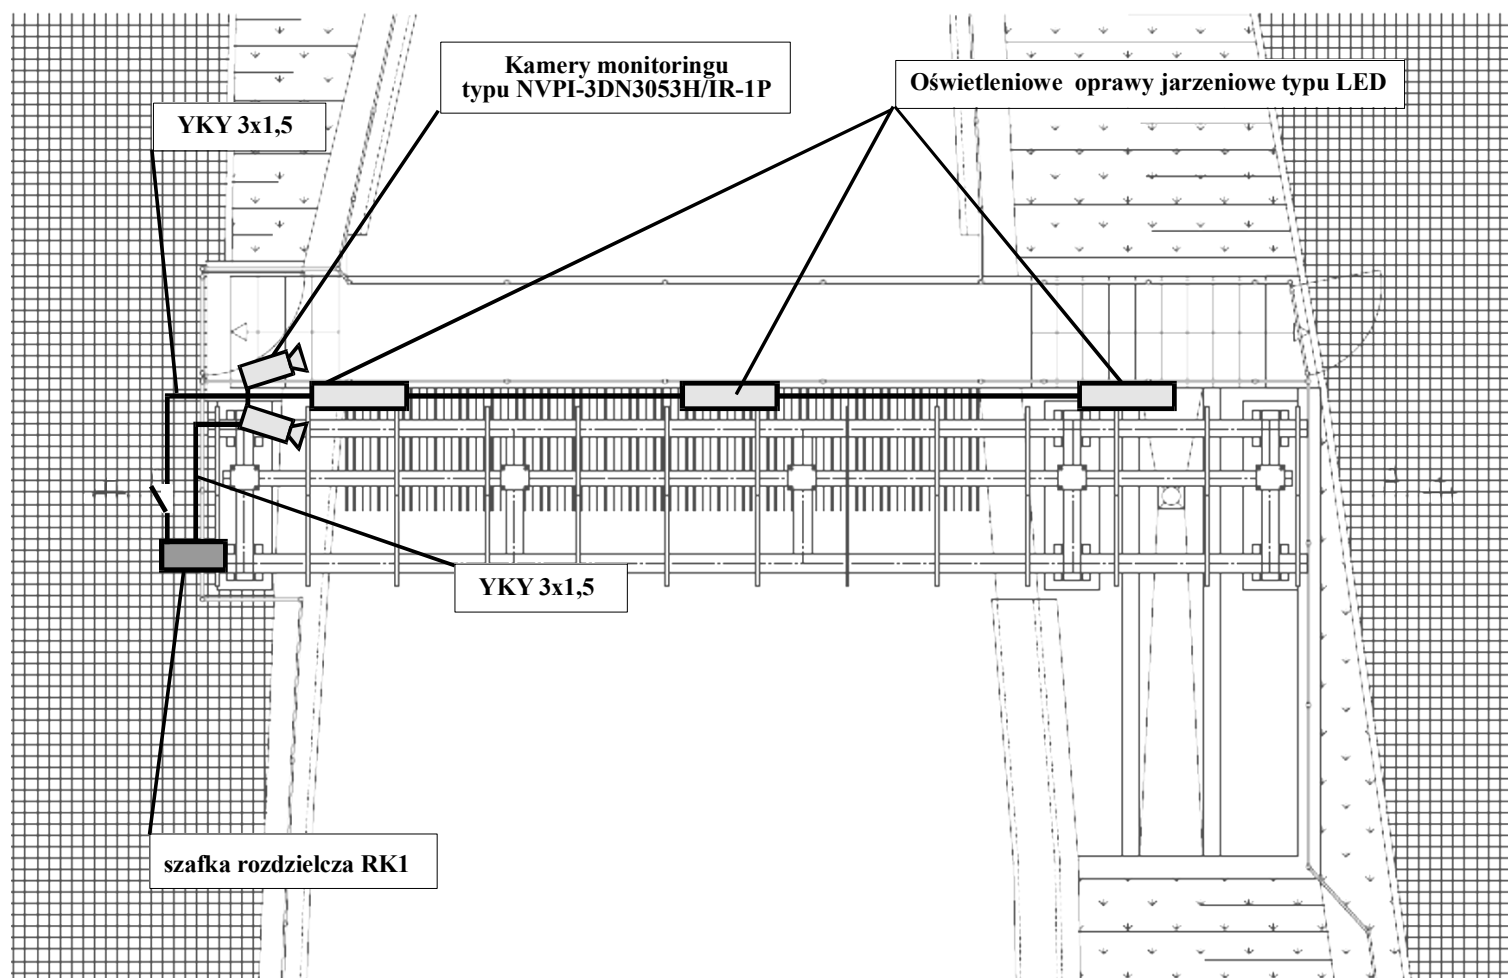 Kamery monitoringu
typu NVPI-3DN3053H/IR-1P
Oświetleniowe oprawy jarzeniowe typu LED
YKY 3x1,5
YKY 3x1,5
szafka rozdzielcza RK1